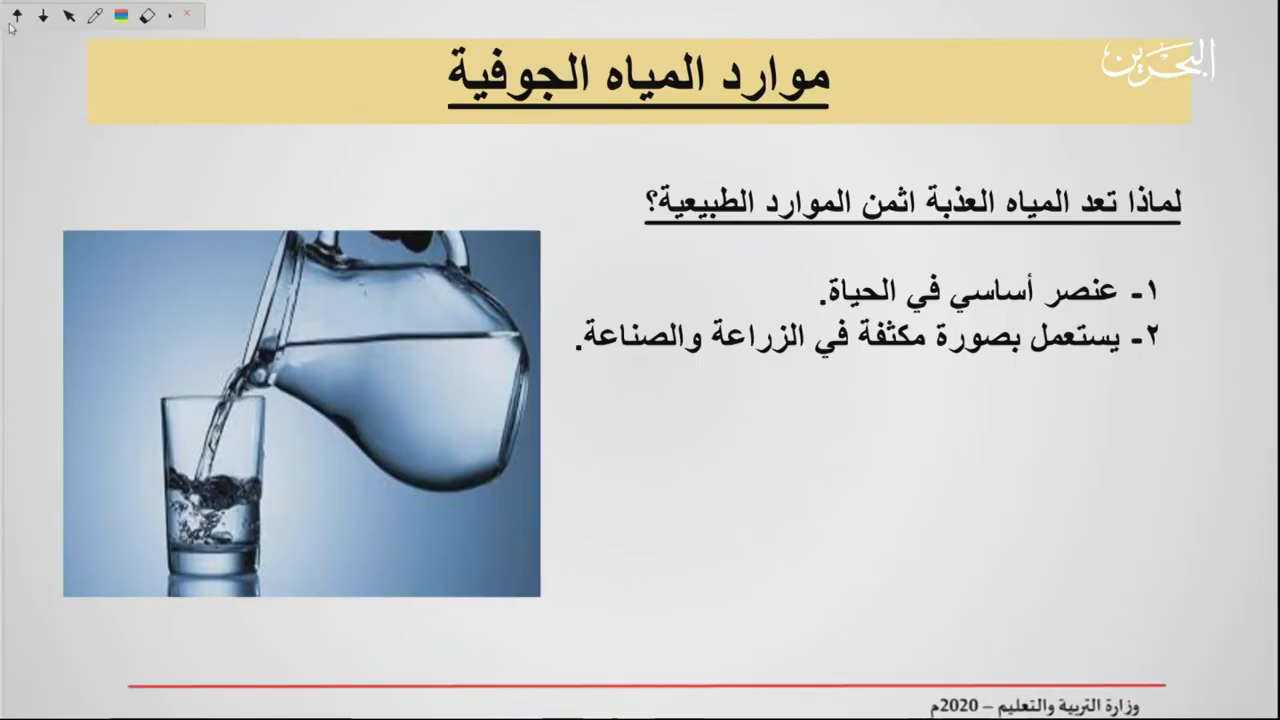 البحرين
موارد المياه الجوفية
لماذا تعد المياه العذبة اثمن الموارد الطبيعية؟
١- عنصر أساسي في الحياة.
٢- يستعمل بصورة مكثفة في الزراعة والصناعة.
وزارة التربية والتعليم – 2020م